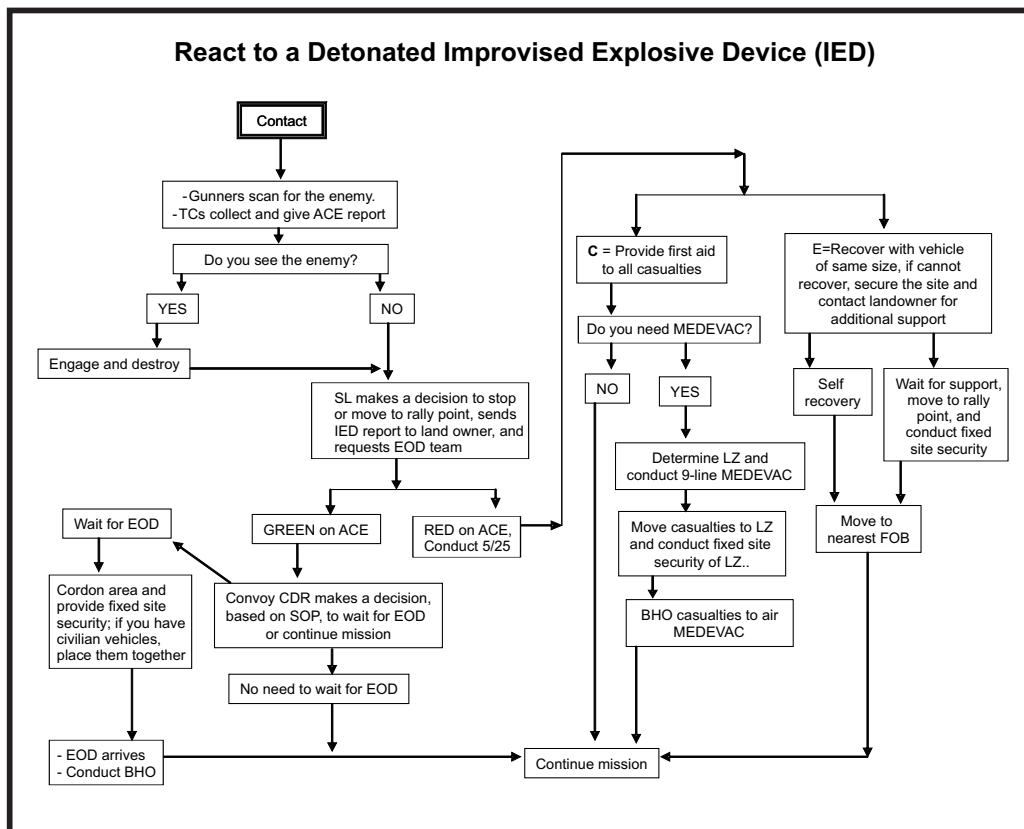 React to a Detonated Improvised Explosive Device (IED)
Contact
-Gunners scan for the enemy.
-TCs collect and give ACE report
Do you see the enemy?
YES
NO
Engage and destroy
SL makes a decision to stop
or move to rally point, sends
IED report to land owner, and
requests EOD team
GREEN on ACE
RED on ACE,
Conduct 5/25
Wait for EOD
Cordon area and
provide fixed site
security; if you have
civilian vehicles,
place them together
Convoy CDR makes a decision,
based on SOP, to wait for EOD
or continue mission
No need to wait for EOD
- EOD arrives
- Conduct BHO
C = Provide first aid
to all casualties
Do you need MEDEVAC?
NO
YES
Determine LZ and
conduct 9-line MEDEVAC
Move casualties to LZ
and conduct fixed site
security of LZ..
BHO casualties to air
MEDEVAC
E=Recover with vehicle
of same size, if cannot
recover, secure the site and
contact landowner for
additional support
Self
recovery
Wait for support,
move to rally
point, and
conduct fixed
site security
Move to
nearest FOB
Continue mission